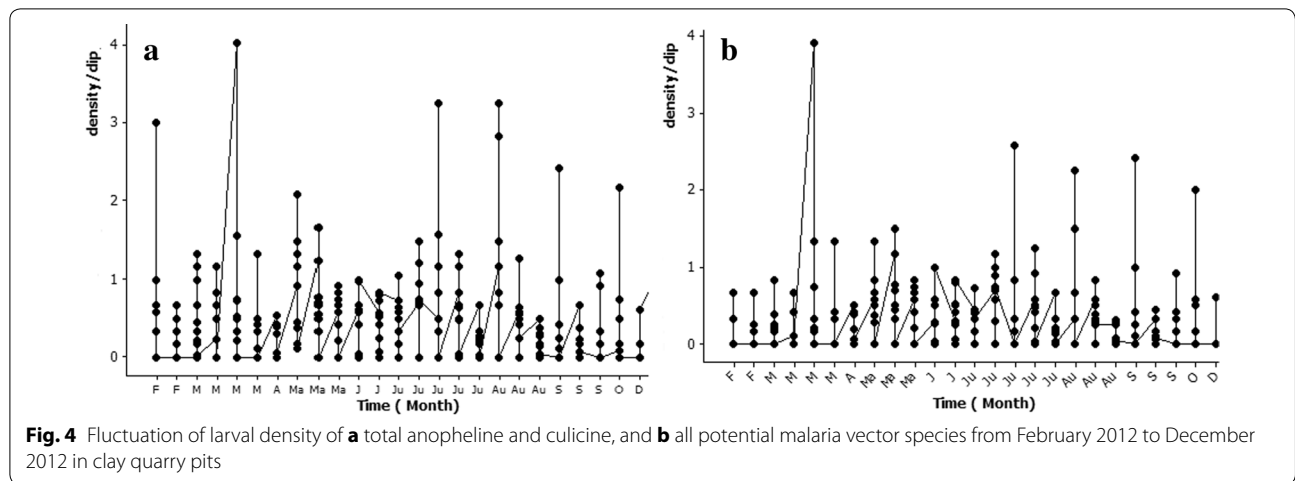 a
density/dip
4
3
2
1
0
F F M M M M A Ma Ma Ma J J Ju Ju Ju Ju Ju Au Au Au S S S O D
Time ( Month)
b
density/dip
4
3
2
1
0
F F M M M M A Ma Ma Ma J J Ju Ju Ju Ju Ju Au Au Au S S S O D
Time ( Month)
Fig. 4 Fluctuation of larval density of a total anopheline and culicine, and b all potential malaria vector species from February 2012 to December
2012 in clay quarry pits